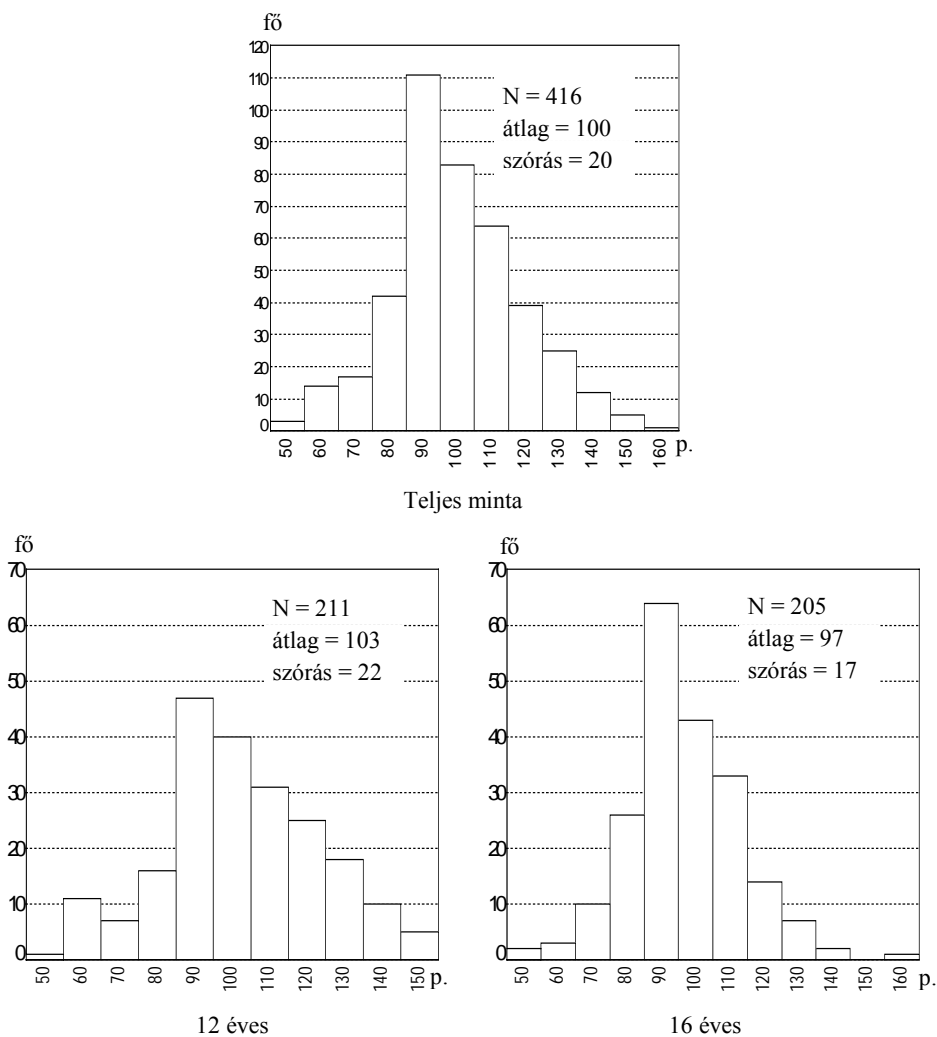 fő
120
110
100
90
80
70
60
50
40
30
20
10
0
N = 416
átlag = 100
szórás = 20
50 60 70 80 90 100 110 120 130 140 150 160 p.
Teljes minta
fő
70
60
50
40
30
20
10
0
N = 211
átlag = 103
szórás = 22
50 60 70 80 90 100 110 120 130 140 150 p.
12 éves
fő
70
60
50
40
30
20
10
0
N = 205
átlag = 97
szórás = 17
50 60 70 80 90 100 110 120 130 140 150 160 p.
16 éves